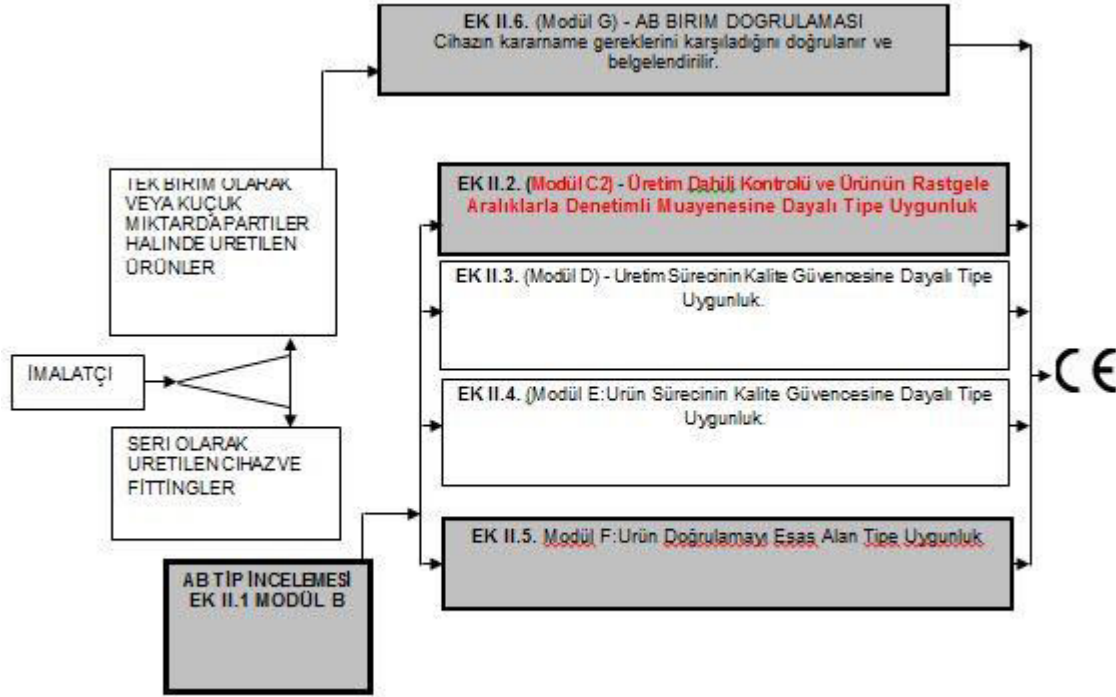 EK II.6. (Modül G) - AB BIRIM DOGRULAMASI
Cihazın kararname gereklerini karşıladığını doğrulanır ve
belgelendirilir.
TEK BIRIM OLARAK
VEYA KUÇUK
MIKTARDA PARTILER
HALINDE URETILEN
ÜRÜNLER
EK II.2. (Modül C2) - Üretim Dahili Kontrolü ve Ürünün Rastgele
Aralıklarla Denetimli Muayenesine Dayalı Tipe Uygunluk
EK II.3. (Modül D) - Uretim Sürecinin Kalite Güvencesine Dayalı Tipe
Uygunluk.
İMALATÇI
EK II.4. (Modül E:Urün Sürecinin Kalite Güvencesine Dayalı Tipe
Uygunluk.
CE
SERI OLARAK
URETILEN CIHAZ VE
FİTTİNGLER
EK II.5. Modül F:Urün Doğrulamayı Esas Alan Tipe Uygunluk
AB TİP İNCELEMESİ
EK II.1 MODÜL B